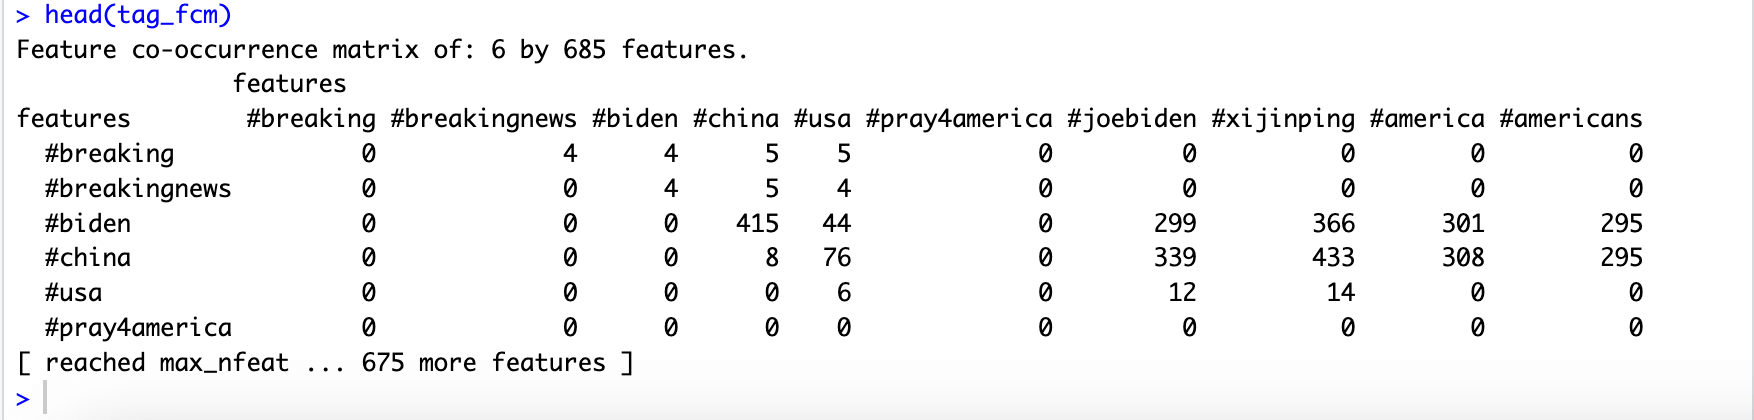 > head(tag_fcm)
Feature co-occurrence matrix of: 6 by 685 features.
               features
features        #breaking #breakingnews #biden #china #usa #pray4america #joebiden #xijinping #america #americans
  #breaking             0             4      4      5    5             0         0          0        0          0
  #breakingnews         0             0      4      5    4             0         0          0        0          0
  #biden                0             0      0    415   44             0       299        366      301        295
  #china                0             0      0      8   76             0       339        433      308        295
  #usa                  0             0      0      0    6             0        12         14        0          0
  #pray4america         0             0      0      0    0             0         0          0        0          0
[ reached max_nfeat ... 675 more features ]
>